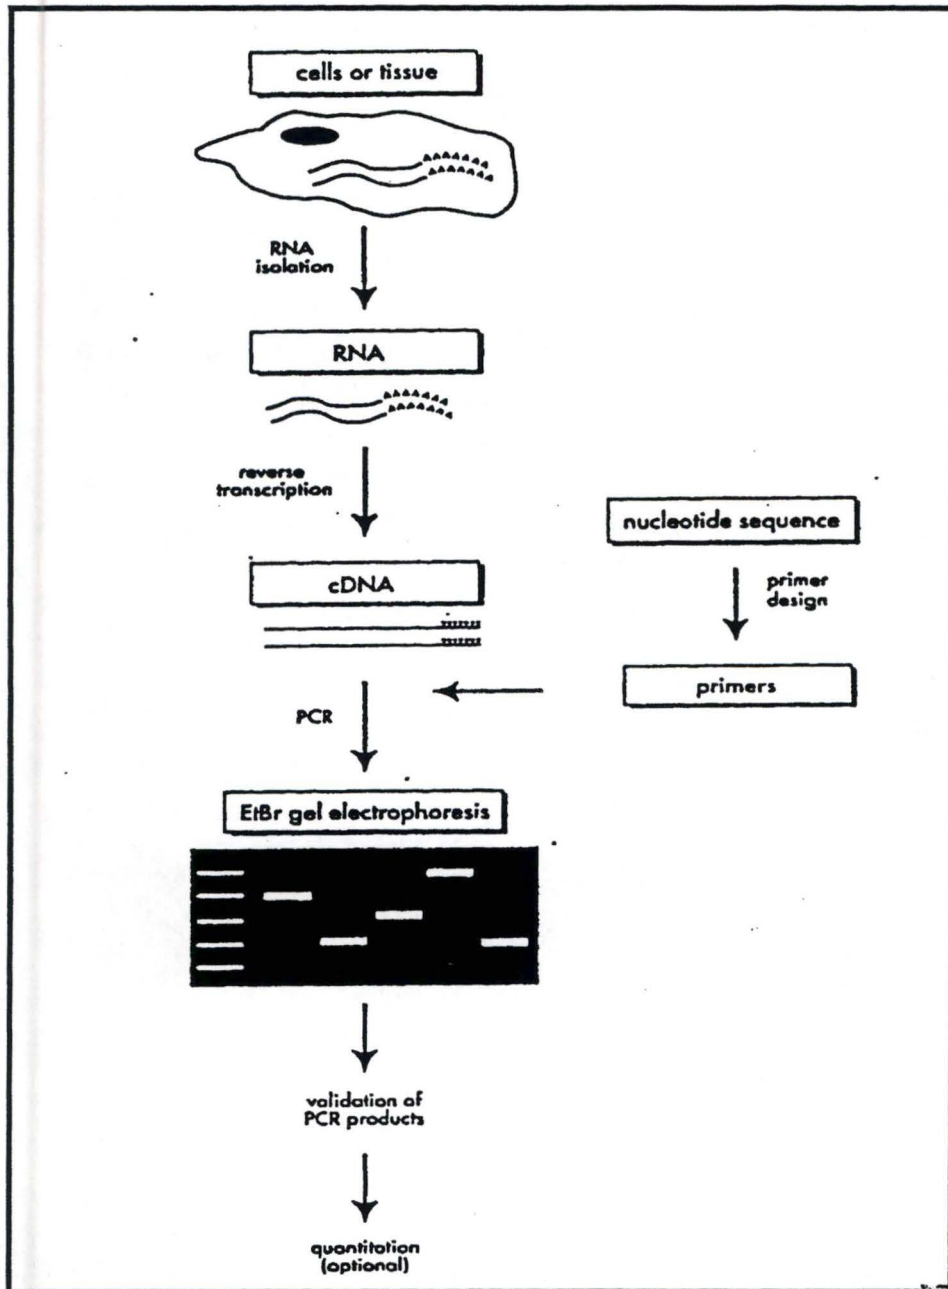 cells or tissue
RNA
isolation
RNA
reverse
transcription
nucleotide sequence
primer
design
cDNA
primers
PCR
EtBr gel electrophoresis
validation of
PCR products
quantitation
(optional)